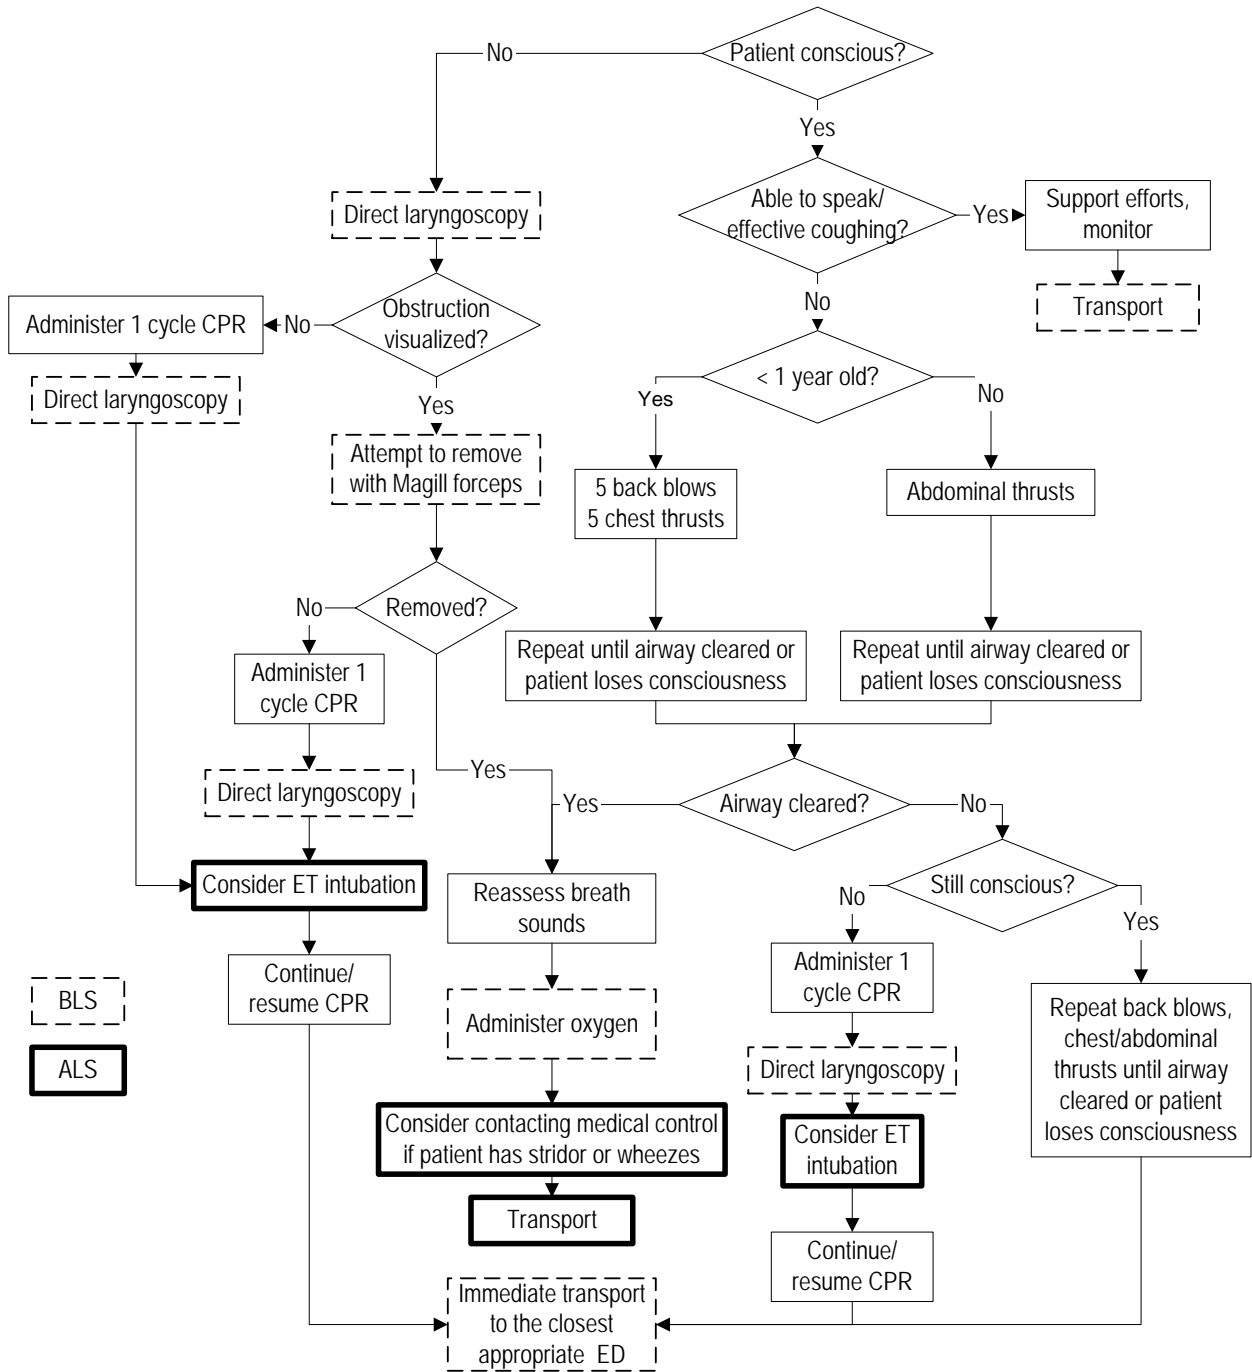 Patient conscious?
No
Yes
Direct laryngoscopy
Able to speak/
effective coughing?
Yes
Support efforts,
monitor
Transport
No
Obstruction
visualized?
No
Administer 1 cycle CPR
Direct laryngoscopy
Yes
Attempt to remove
with Magill forceps
< 1 year old?
Yes
No
5 back blows
5 chest thrusts
Abdominal thrusts
Removed?
No
Administer 1
cycle CPR
Direct laryngoscopy
Repeat until airway cleared or
patient loses consciousness
Repeat until airway cleared or
patient loses consciousness
Yes
Yes
Airway cleared?
No
Consider ET intubation
Continue/
resume CPR
Reassess breath
sounds
Administer oxygen
Consider contacting medical control
if patient has stridor or wheezes
Transport
Still conscious?
No
Yes
Administer 1
cycle CPR
Direct laryngoscopy
Consider ET
intubation
Continue/
resume CPR
Repeat back blows,
chest/abdominal
thrusts until airway
cleared or patient
loses consciousness
Immediate transport
to the closest
appropriate ED
BLS
ALS